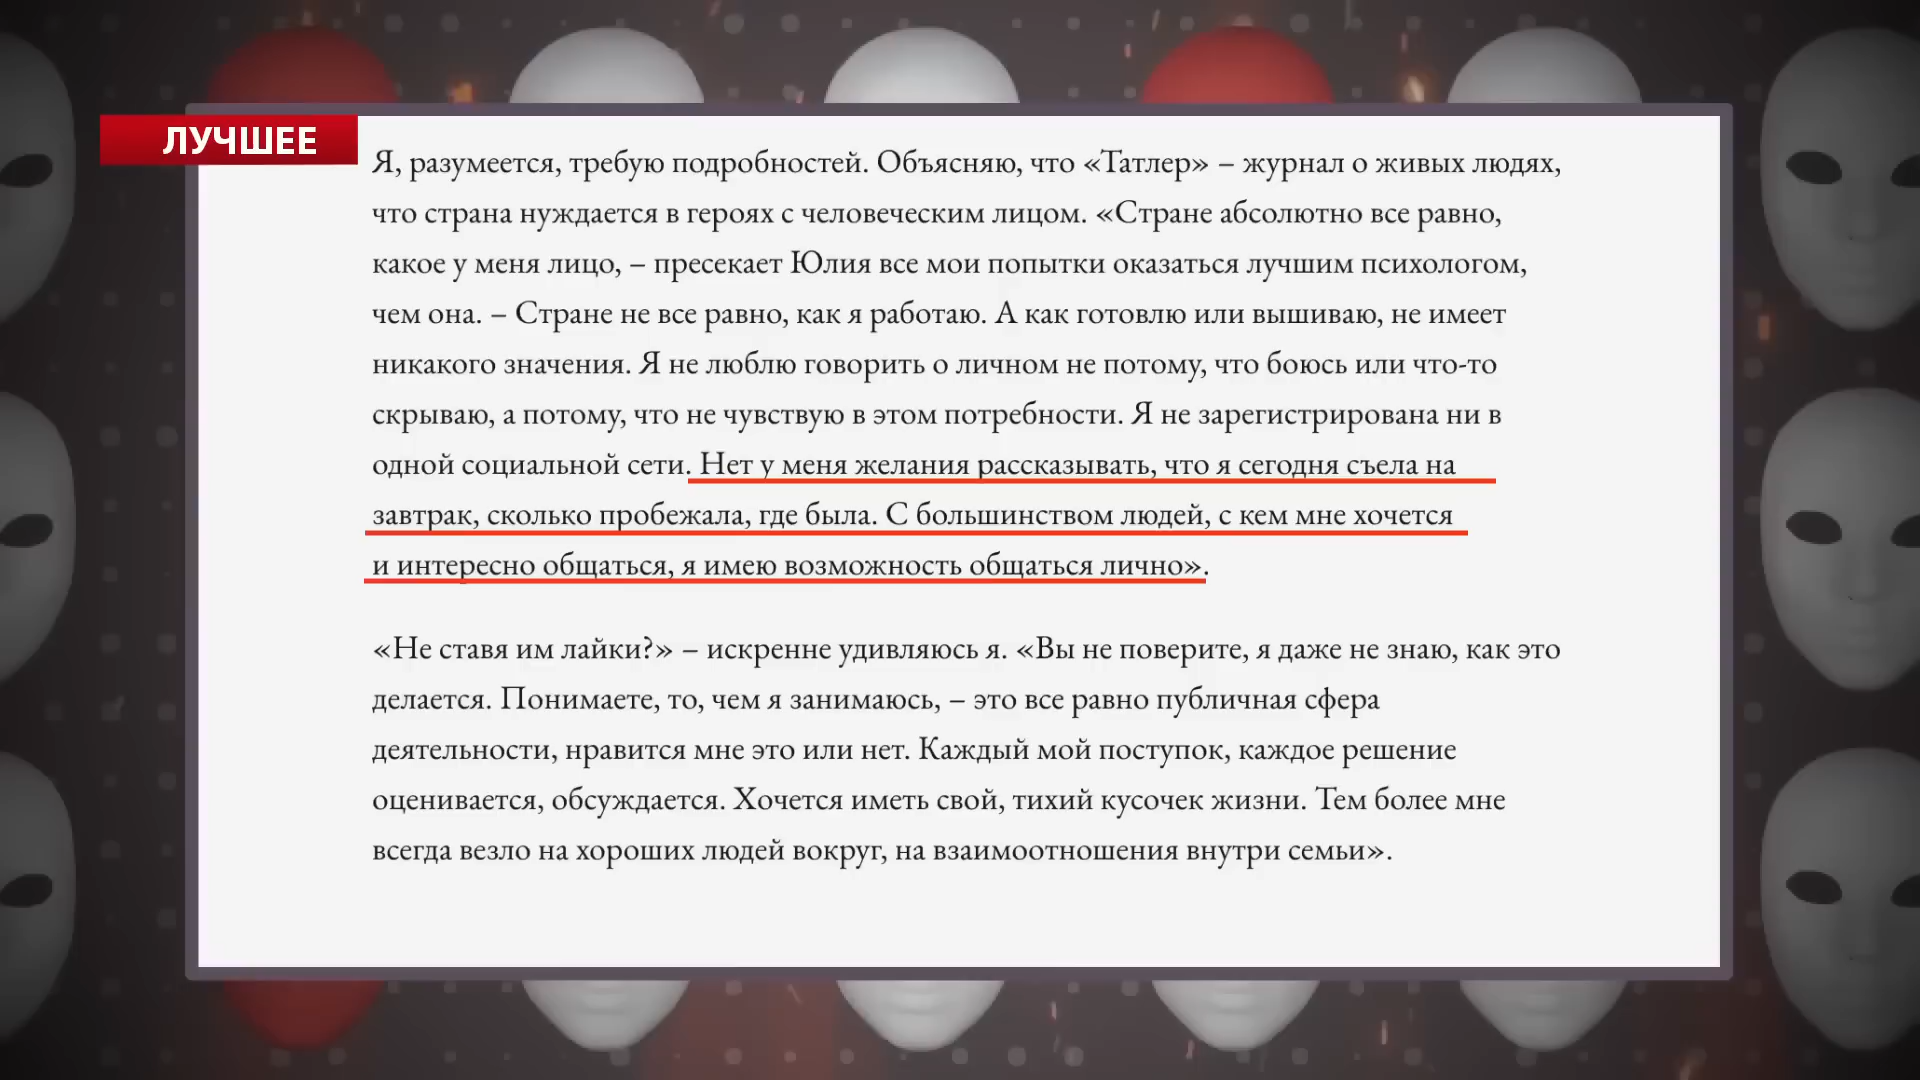 ЛУЧШЕЕ
Я, разумеется, требую подробностей. Объясняю, что «Татлер» – журнал о живых людях,
что страна нуждается в героях с человеческим лицом. «Стране абсолютно все равно,
какое у меня лицо, – пресекает Юлия все мои попытки оказаться лучшим психологом,
чем она. – Стране не все равно, как я работаю. А как готовлю или вышиваю, не имеет
никакого значения. Я не люблю говорить о личном не потому, что боюсь или что-то
скрываю, а потому, что не чувствую в этом потребности. Я не зарегистрирована ни в
одной социальной сети. Нет у меня желания рассказывать, что я сегодня съела на
завтрак, сколько пробежала, где была. С большинством людей, с кем мне хочется
и интересно общаться, я имею возможность общаться лично».
«Не ставя им лайки?» – искренне удивляюсь я. «Вы не поверите, я даже не знаю, как это
делается. Понимаете, то, чем я занимаюсь, – это все равно публичная сфера
деятельности, нравится мне это или нет. Каждый мой поступок, каждое решение
оценивается, обсуждается. Хочется иметь свой, тихий кусочек жизни. Тем более мне
всегда везло на хороших людей вокруг, на взаимоотношения внутри семьи».